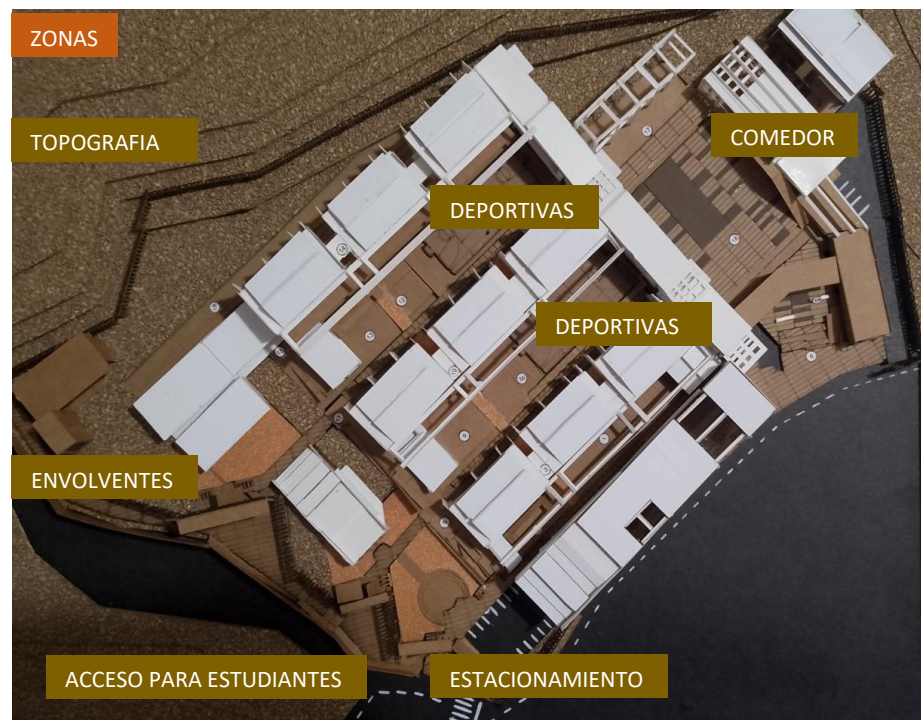 ZONAS
TOPOGRAFIA
COMEDOR
DEPORTIVAS
DEPORTIVAS
ENVOLVENTES
ACCESO PARA ESTUDIANTES
ESTACIONAMIENTO